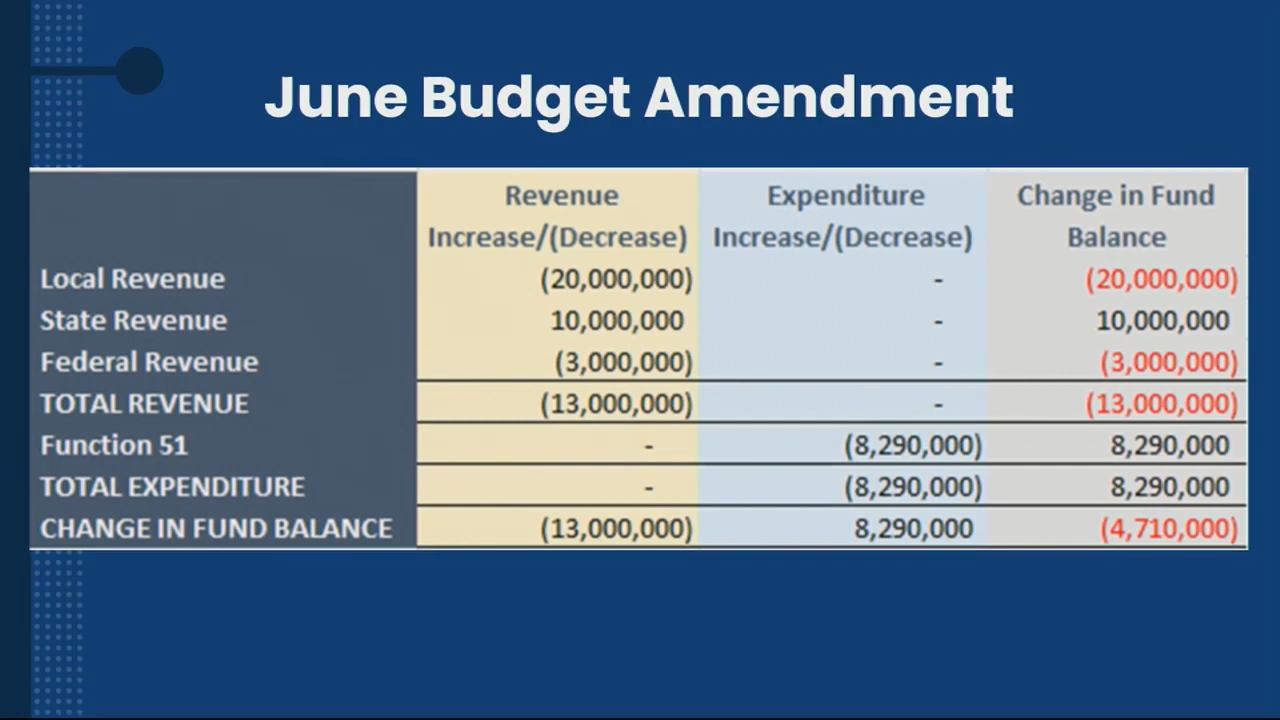 June Budget Amendment
Revenue Expenditure Change in Fund
Increase/(Decrease) Increase/(Decrease) Balance
Local Revenue (20,000,000) - (20,000,000)
State Revenue 10,000,000 - 10,000,000
Federal Revenue (3,000,000) - (3,000,000)
TOTAL REVENUE (13,000,000) - (13,000,000)
Function 51 - (8,290,000) 8,290,000
TOTAL EXPENDITURE - (8,290,000) 8,290,000
CHANGE IN FUND BALANCE (13,000,000) 8,290,000 (4,710,000)